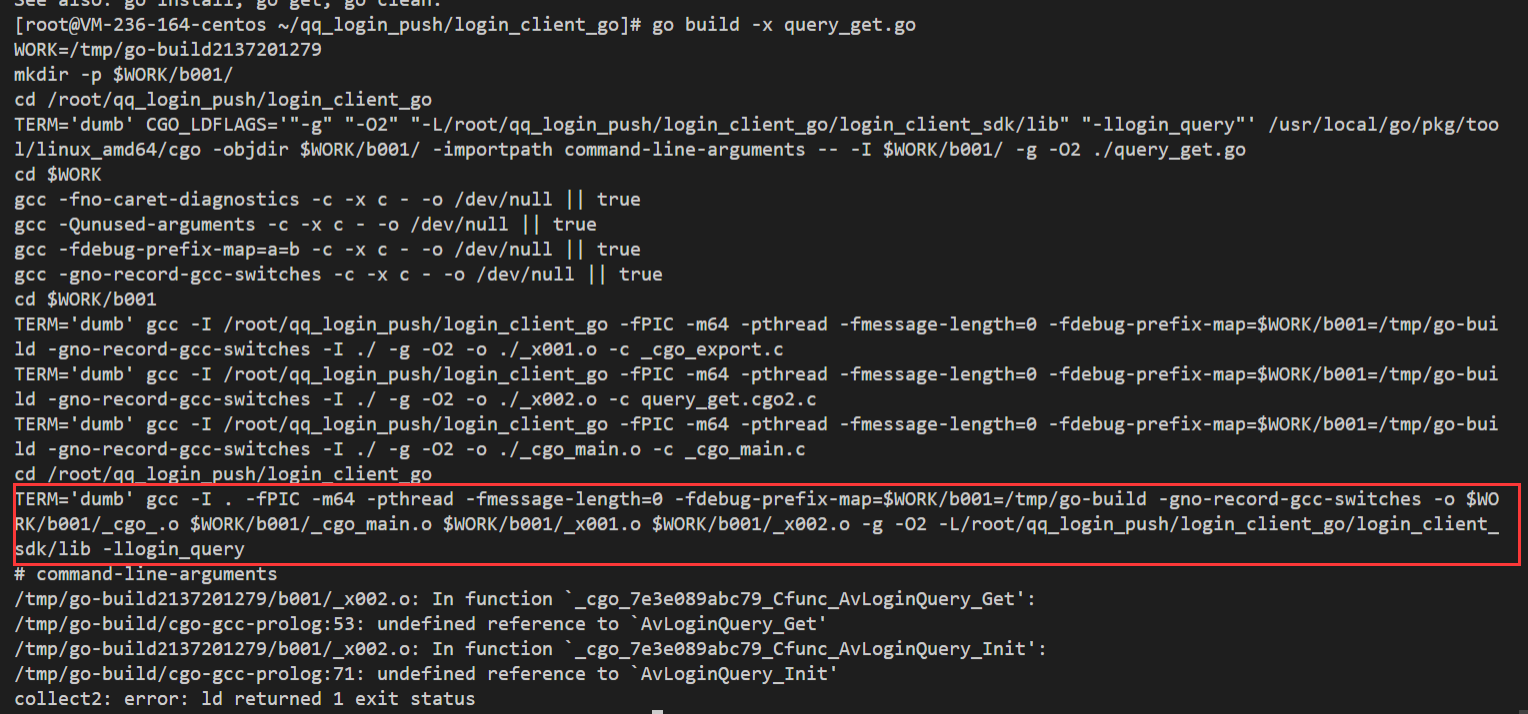 See also: go install, go get, go clean.
[root@VM-236-164-centos ~/qq_login_push/login_client_go]# go build -x query_get.go
WORK=/tmp/go-build2137201279
mkdir -p $WORK/b001/
cd /root/qq_login_push/login_client_go
TERM='dumb' CGO_LDFLAGS='"-g" "-O2" "-L/root/qq_login_push/login_client_go/login_client_sdk/lib" "-llogin_query"' /usr/local/go/pkg/too
l/linux_amd64/cgo -objdir $WORK/b001/ -importpath command-line-arguments -- -I $WORK/b001/ -g -O2 ./query_get.go
cd $WORK
gcc -fno-caret-diagnostics -c -x c - -o /dev/null || true
gcc -Qunused-arguments -c -x c - -o /dev/null || true
gcc -fdebug-prefix-map=a=b -c -x c - -o /dev/null || true
gcc -gno-record-gcc-switches -c -x c - -o /dev/null || true
cd $WORK/b001
TERM='dumb' gcc -I /root/qq_login_push/login_client_go -fPIC -m64 -pthread -fmessage-length=0 -fdebug-prefix-map=$WORK/b001=/tmp/go-bui
ld -gno-record-gcc-switches -I ./ -g -O2 -o ./_x001.o -c _cgo_export.c
TERM='dumb' gcc -I /root/qq_login_push/login_client_go -fPIC -m64 -pthread -fmessage-length=0 -fdebug-prefix-map=$WORK/b001=/tmp/go-bui
ld -gno-record-gcc-switches -I ./ -g -O2 -o ./_x002.o -c query_get.cgo2.c
TERM='dumb' gcc -I /root/qq_login_push/login_client_go -fPIC -m64 -pthread -fmessage-length=0 -fdebug-prefix-map=$WORK/b001=/tmp/go-bui
ld -gno-record-gcc-switches -I ./ -g -O2 -o ./_cgo_main.o -c _cgo_main.c
cd /root/qq_login_push/login_client_go
TERM='dumb' gcc -I . -fPIC -m64 -pthread -fmessage-length=0 -fdebug-prefix-map=$WORK/b001=/tmp/go-build -gno-record-gcc-switches -o $WO
RK/b001/_cgo_.o $WORK/b001/_cgo_main.o $WORK/b001/_x001.o $WORK/b001/_x002.o -g -O2 -L/root/qq_login_push/login_client_go/login_client_
sdk/lib -llogin_query
# command-line-arguments
/tmp/go-build2137201279/b001/_x002.o: In function `_cgo_7e3e089abc79_Cfunc_AvLoginQuery_Get':
/tmp/go-build/cgo-gcc-prolog:53: undefined reference to `AvLoginQuery_Get'
/tmp/go-build2137201279/b001/_x002.o: In function `_cgo_7e3e089abc79_Cfunc_AvLoginQuery_Init':
/tmp/go-build/cgo-gcc-prolog:71: undefined reference to `AvLoginQuery_Init'
collect2: error: ld returned 1 exit status